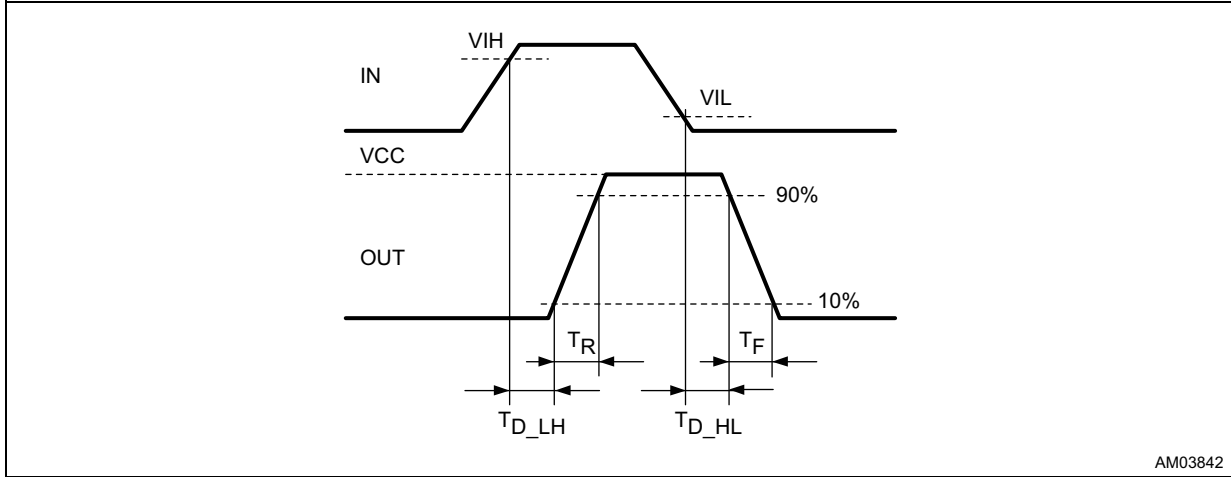 VIH
IN
VIL
VCC
90%
OUT
10%
TR
TF
TD_LH
TD_HL
AM03842